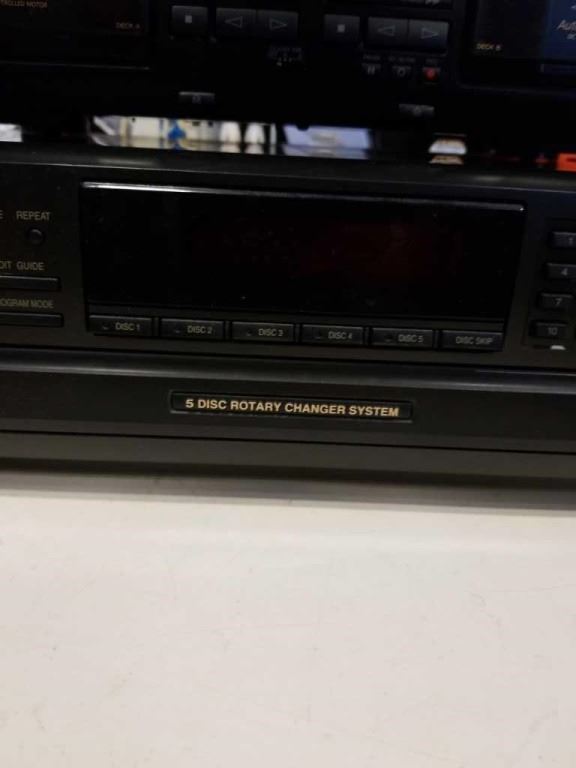 DECK A
DECK B
REPEAT
EDIT GUIDE
PROGRAM MODE
DISC 1 DISC 2 DISC 3 DISC 4 DISC 5 DISC SKIP
1
4
7
10
5 DISC ROTARY CHANGER SYSTEM